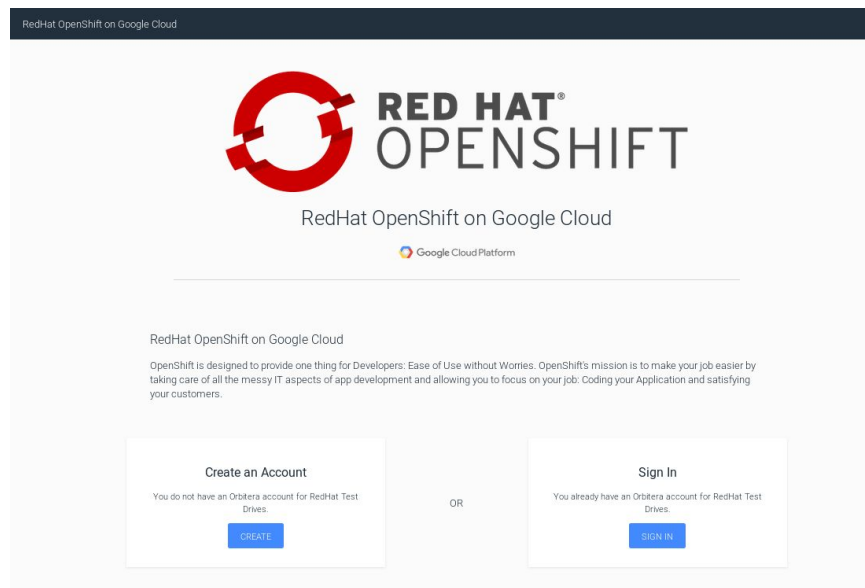 RedHat OpenShift on Google Cloud
RED HAT®
OPENSHIFT
RedHat OpenShift on Google Cloud
Google Cloud Platform
RedHat OpenShift on Google Cloud
OpenShift is designed to provide one thing for Developers: Ease of Use without Worries. OpenShift's mission is to make your job easier by
taking care of all the messy IT aspects of app development and allowing you to focus on your job: Coding your Application and satisfying
your customers.
Create an Account
You do not have an Orbitera account for RedHat Test
Drives.
CREATE
OR
Sign In
You already have an Orbitera account for RedHat Test
Drives.
SIGN IN